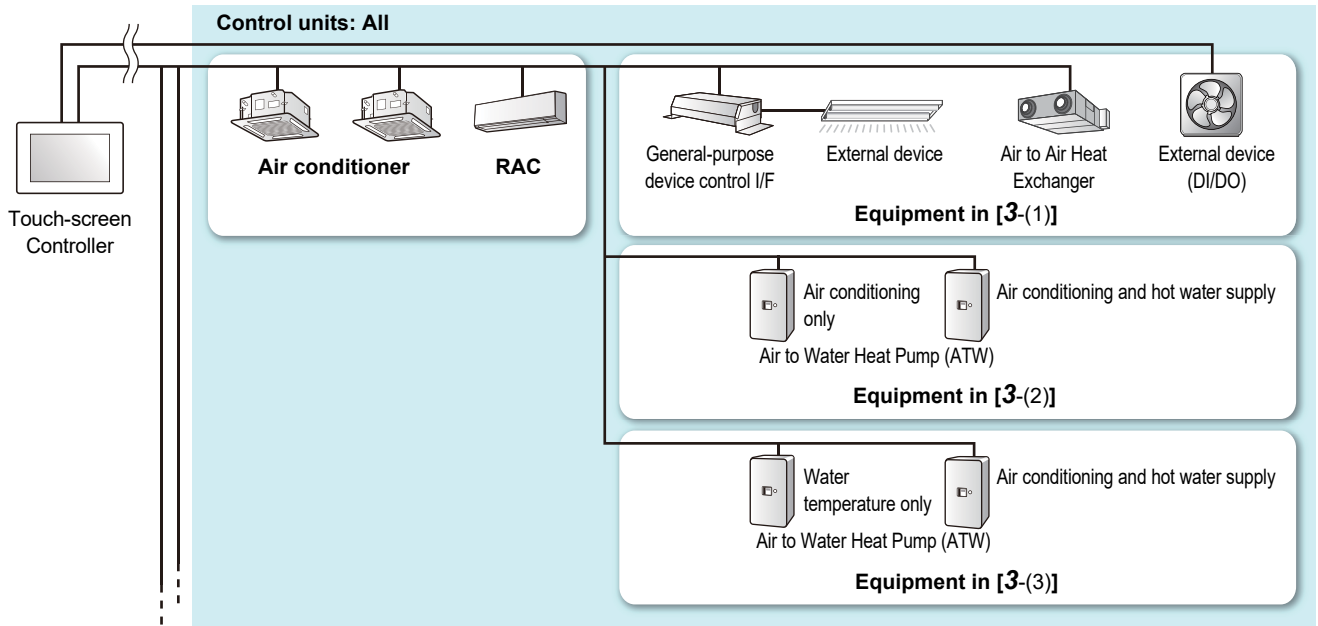 Control units: All
Touch-screen
Controller
Air conditioner
RAC
General-purpose
device control I/F
External device
Air to Air Heat
Exchanger
External device
(DI/DO)
Equipment in [3-(1)]
Air conditioning
only
Air conditioning and hot water supply
Air to Water Heat Pump (ATW)
Equipment in [3-(2)]
Water
temperature only
Air conditioning and hot water supply
Air to Water Heat Pump (ATW)
Equipment in [3-(3)]